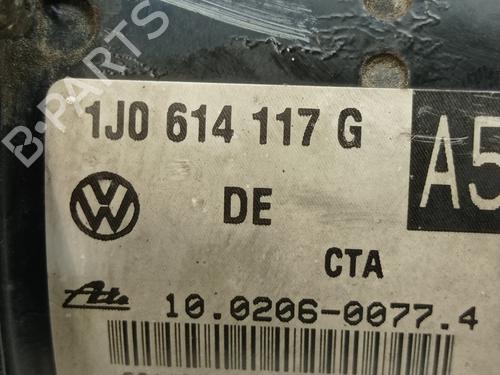 B-PARTS
1J0 614 117 G
A5
DE
CTA
Ate
10.0206-0077.4